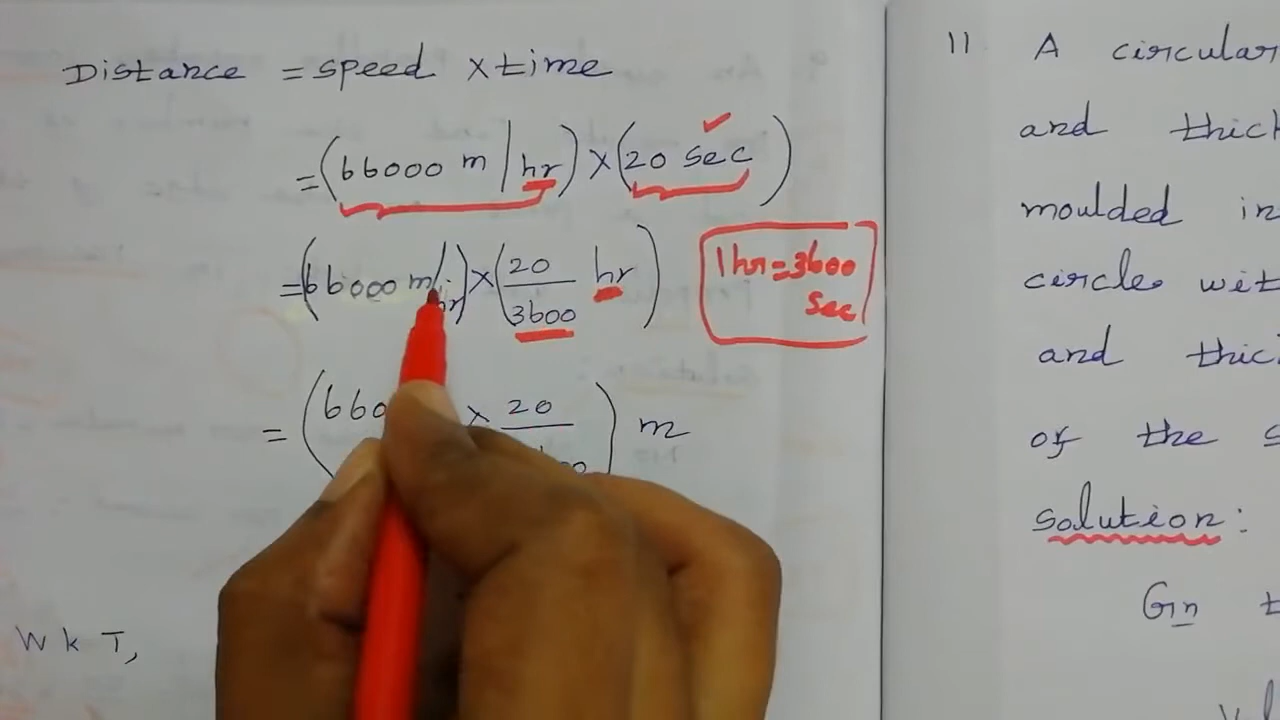 Distance = speed × time
= (66000 m / hr) × (20 sec)
= (66000 m/hr) × (20/3600 hr)
1 hr = 3600
sec
= (660 × 20/ ) m
W k T,
11 A circular
and thick
moulded in
circle wit
and thic
of the s
Solution:
Gn t